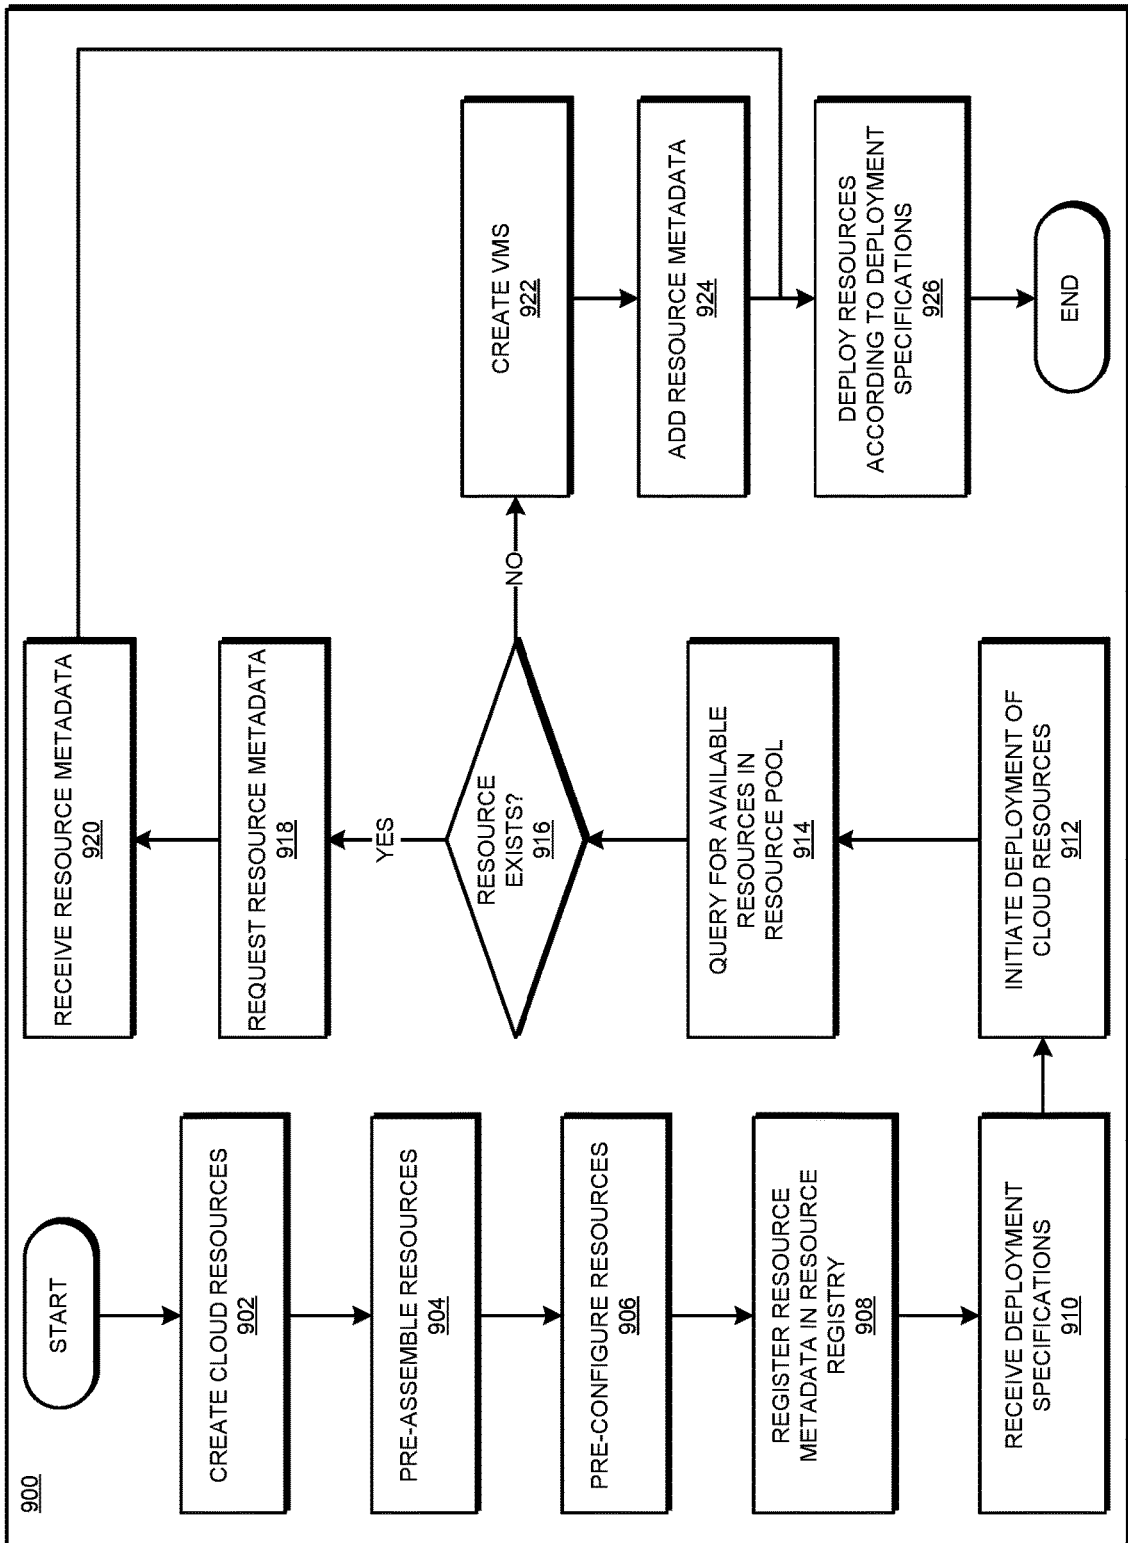 900
START
CREATE CLOUD RESOURCES
902
PRE-ASSEMBLE RESOURCES
904
PRE-CONFIGURE RESOURCES
906
REGISTER RESOURCE
METADATA IN RESOURCE
REGISTRY
908
RECEIVE DEPLOYMENT
SPECIFICATIONS
910
INITIATE DEPLOYMENT OF
CLOUD RESOURCES
912
QUERY FOR AVAILABLE
RESOURCES IN
RESOURCE POOL
914
RESOURCE
EXISTS?
916
YES
REQUEST RESOURCE METADATA
918
RECEIVE RESOURCE METADATA
920
NO
CREATE VMS
922
ADD RESOURCE METADATA
924
DEPLOY RESOURCES
ACCORDING TO DEPLOYMENT
SPECIFICATIONS
926
END